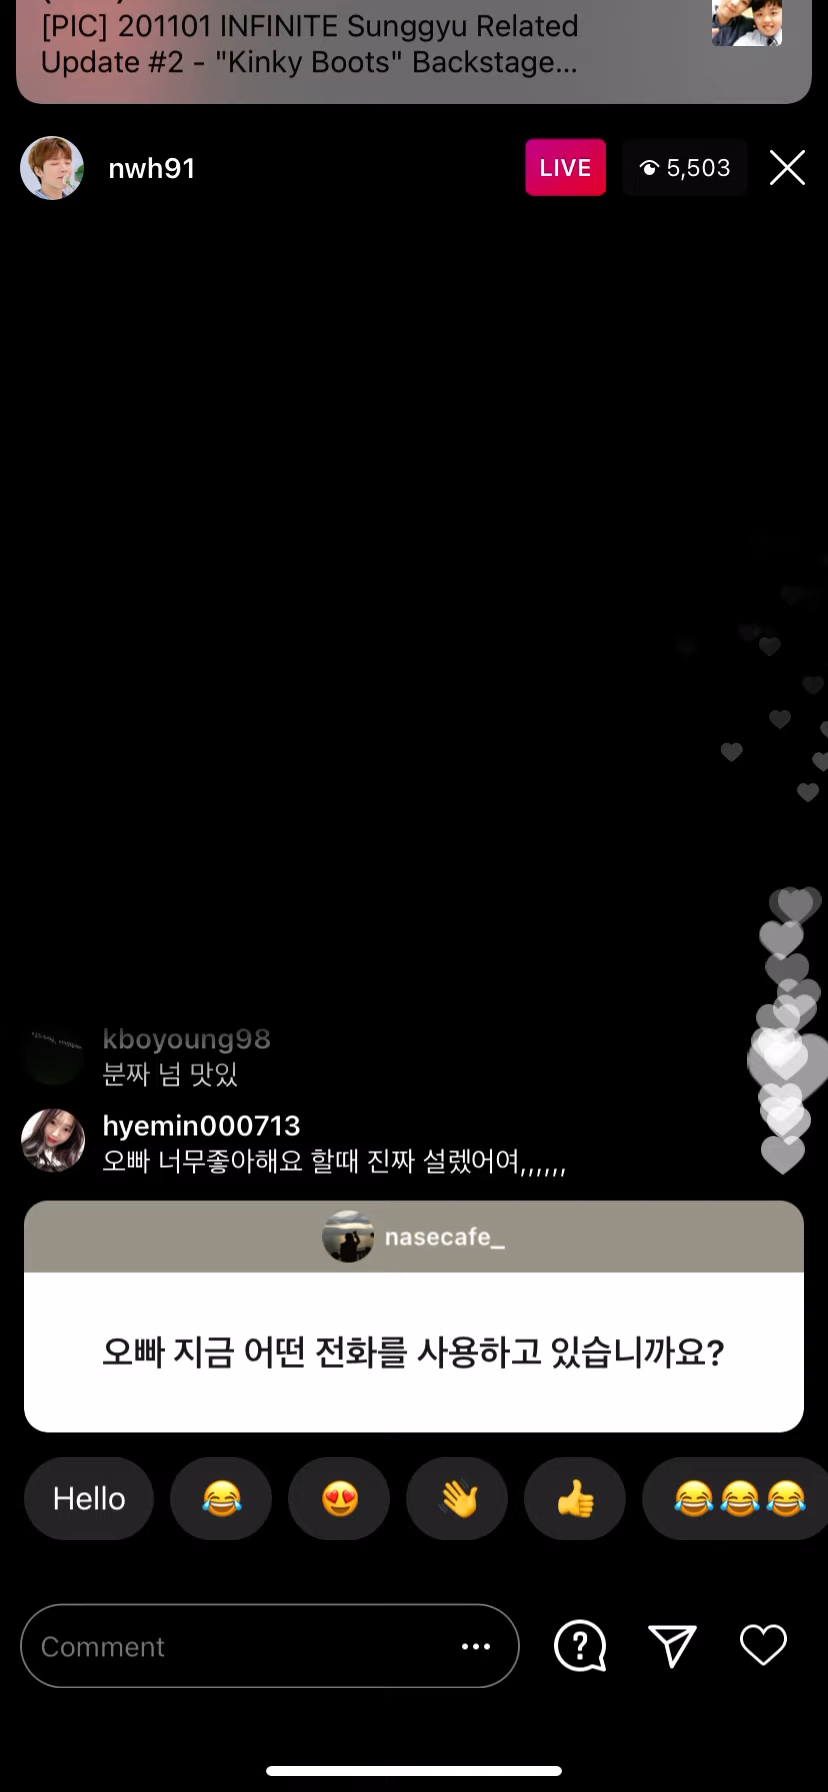 [PIC] 201101 INFINITE Sunggyu Related
Update #2 - "Kinky Boots" Backstage...
nwh91
LIVE
5,503
kboyoung98
분짜 넘 맛있
hyemin000713
오빠 너무좋아해요 할때 진짜 설렜어여,,,,,,
nasecafe_
오빠 지금 어떤 전화를 사용하고 있습니까요?
Hello 😂 😍 👋 👍 😂😂😂
Comment